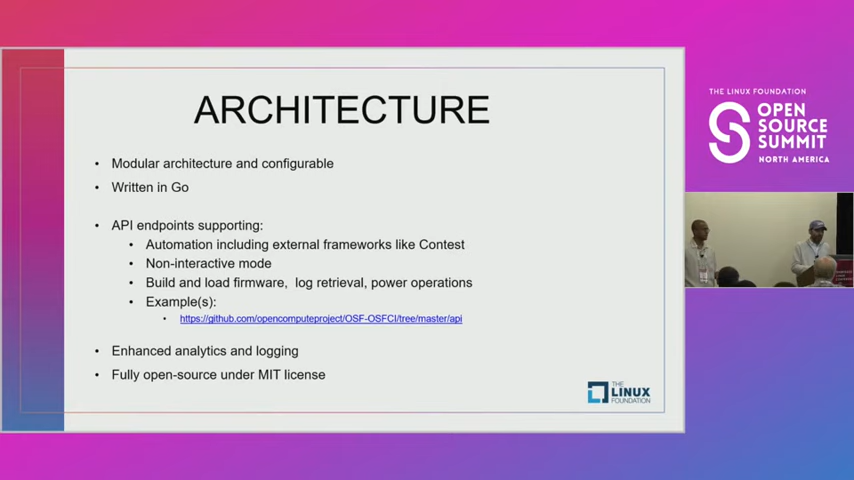 ARCHITECTURE
• Modular architecture and configurable
• Written in Go
• API endpoints supporting:
• Automation including external frameworks like Contest
• Non-interactive mode
• Build and load firmware, log retrieval, power operations
• Example(s):
• https://github.com/opencomputeproject/OSF-OSFCI/tree/master/api
• Enhanced analytics and logging
• Fully open-source under MIT license
THE
LINUX
FOUNDATION
THE LINUX FOUNDATION
OPEN
SOURCE
SUMMIT
NORTH AMERICA